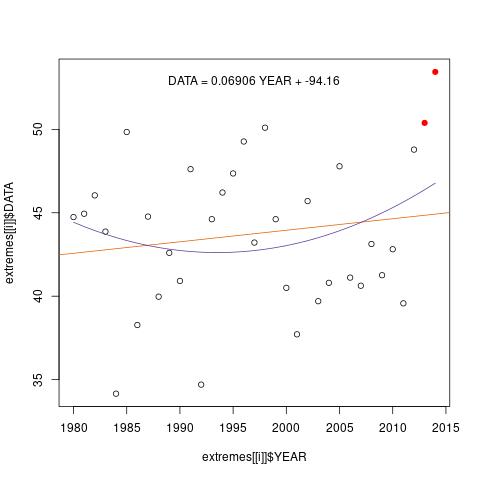 DATA = 0.06906 YEAR + -94.16
extremes[[i]]$DATA
50
45
40
35
1980 1985 1990 1995 2000 2005 2010 2015
extremes[[i]]$YEAR